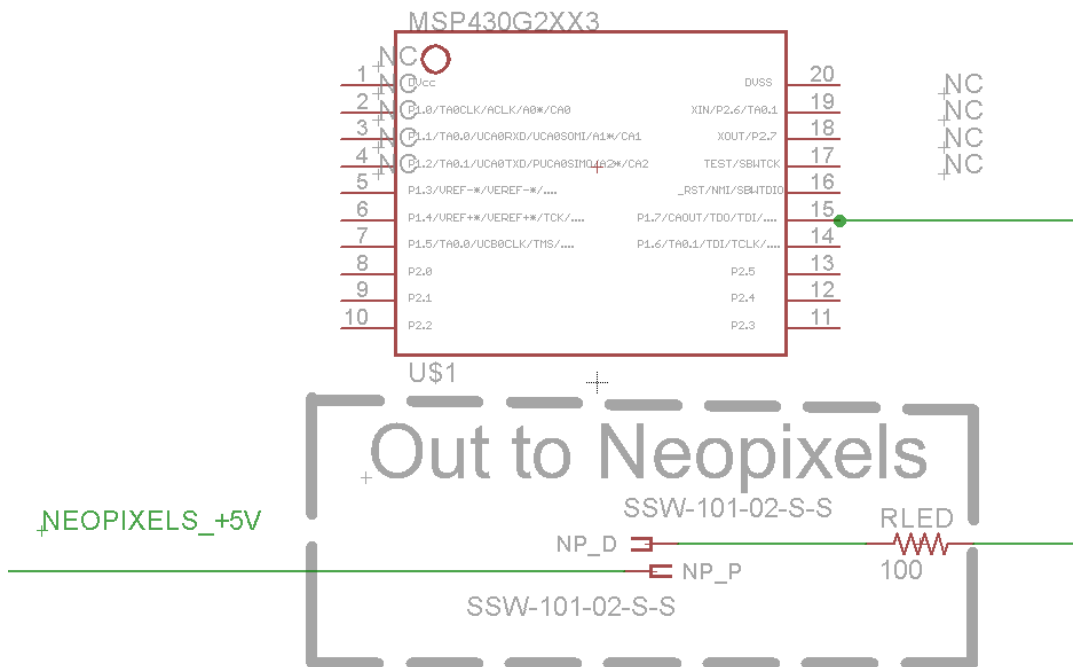 MSP430G2XX3
NC
1 DVcc DVSS 20 NC
NC
2 P1.0/TA0CLK/ACLK/A0*/CA0 XIN/P2.6/TA0.1 19 NC
NC
3 P1.1/TA0.0/UCA0RXD/UCA0SOMI/A1*/CA1 XOUT/P2.7 18 NC
NC
4 P1.2/TA0.1/UCA0TXD/PUCA0SIMO/A2*/CA2 TEST/SBWTCK 17 NC
NC
5 P1.3/VREF-*/VEREF-*/.... _RST/NMI/SBWTDIO 16
6 P1.4/VREF+*/VEREF+*/TCK/.... P1.7/CAOUT/TDO/TDI/.... 15
7 P1.5/TA0.0/UCB0CLK/TMS/.... P1.6/TA0.1/TDI/TCLK/.... 14
8 P2.0 P2.5 13
9 P2.1 P2.4 12
10 P2.2 P2.3 11
U$1
Out to Neopixels
SSW-101-02-S-S
NEOPIXELS_+5V
RLED
NP_D
100
NP_P
SSW-101-02-S-S